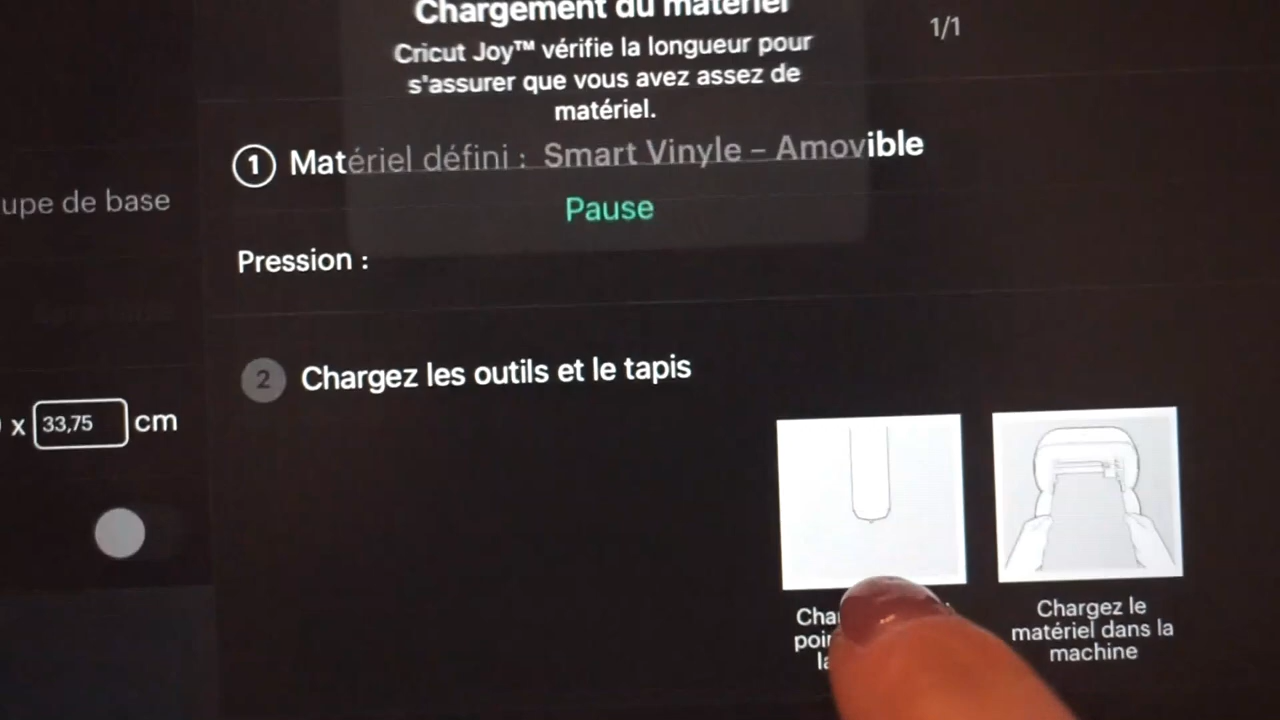 Chargement du matériel
1/1
Cricut Joy™ vérifie la longueur pour
s'assurer que vous avez assez de
matériel.
1 Matériel défini : Smart Vinyle – Amovible
upe de base
Pause
Pression :
2 Chargez les outils et le tapis
x 33,75 cm
Chargez le
matériel dans la
machine